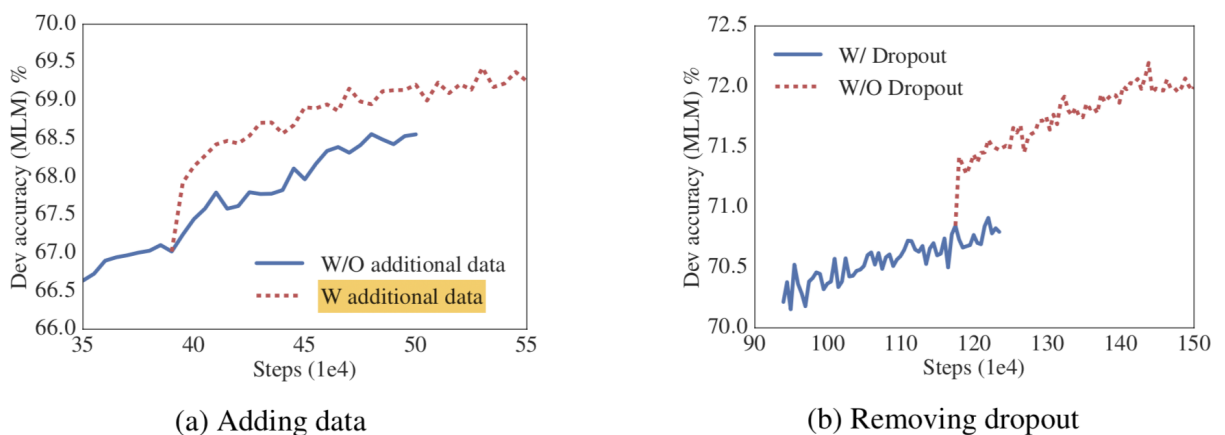 70.0
69.5
69.0
68.5
68.0
67.5
67.0
66.5
66.0
Dev accuracy (MLM) %
W/O additional data
W additional data
35 40 45 50 55
Steps (1e4)
(a) Adding data
72.5
72.0
71.5
71.0
70.5
70.0
Dev accuracy (MLM) %
W/ Dropout
W/O Dropout
90 100 110 120 130 140 150
Steps (1e4)
(b) Removing dropout